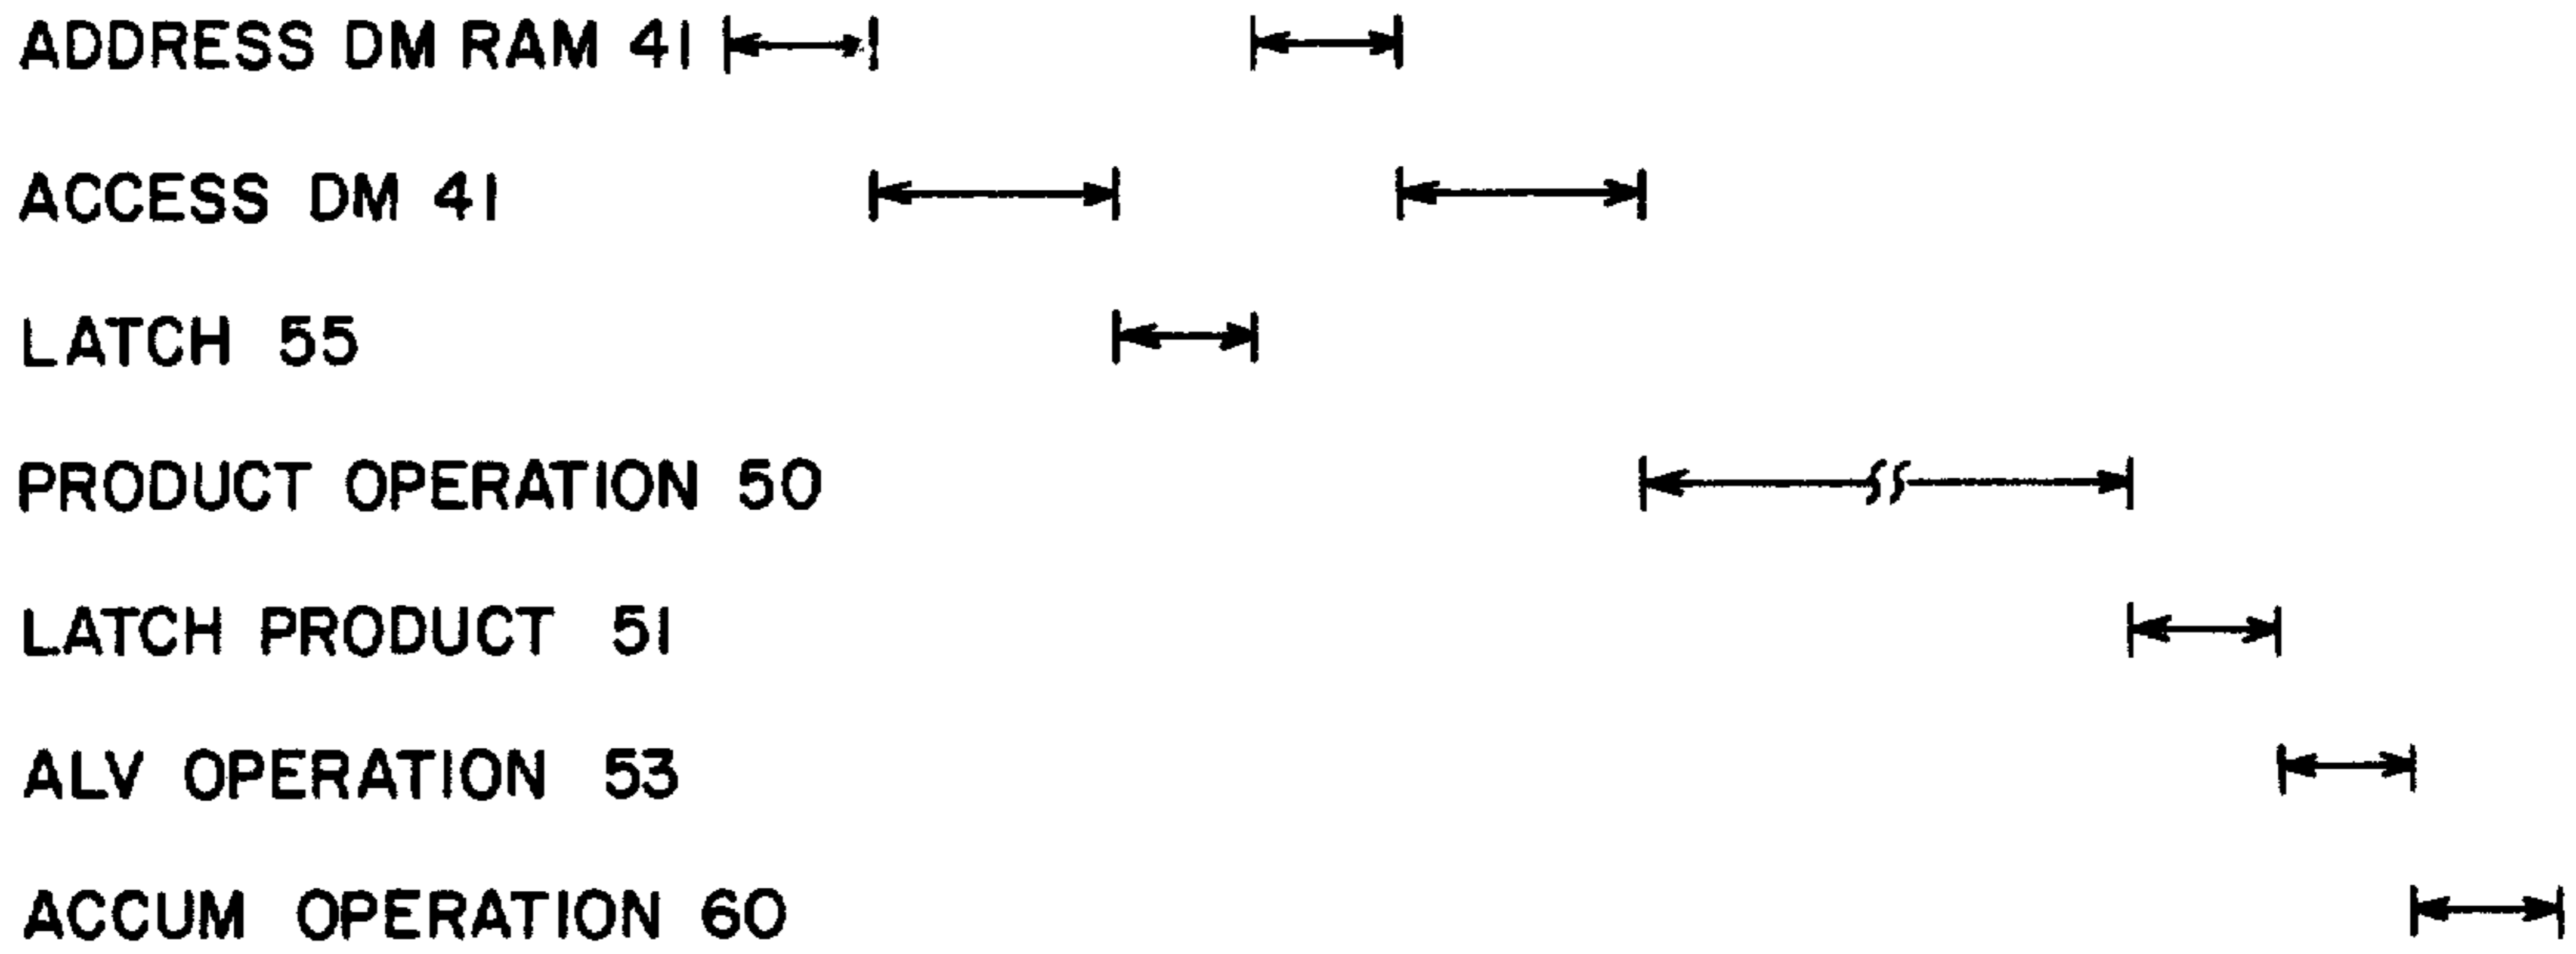 ADDRESS DM RAM 41
ACCESS DM 41
LATCH 55
PRODUCT OPERATION 50
LATCH PRODUCT 51
ALV OPERATION 53
ACCUM OPERATION 60